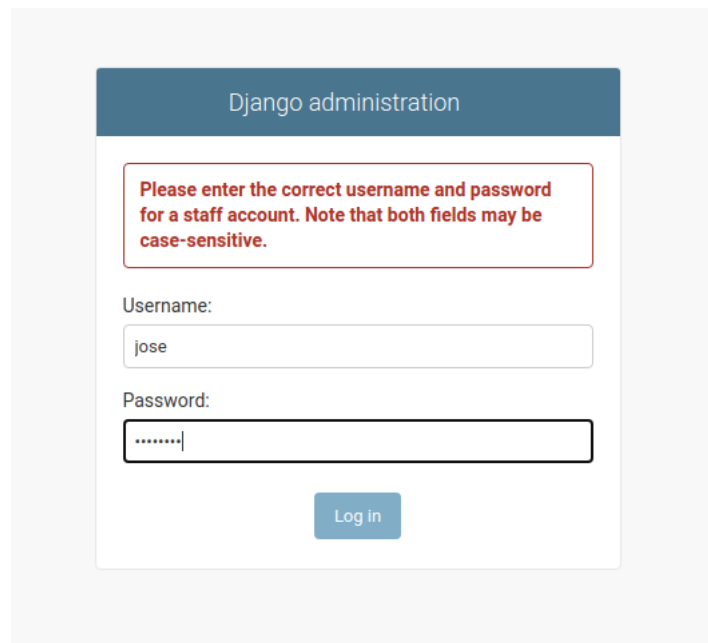 Django administration
Please enter the correct username and password
for a staff account. Note that both fields may be
case-sensitive.
Username:
jose
Password:
••••••••
Log in